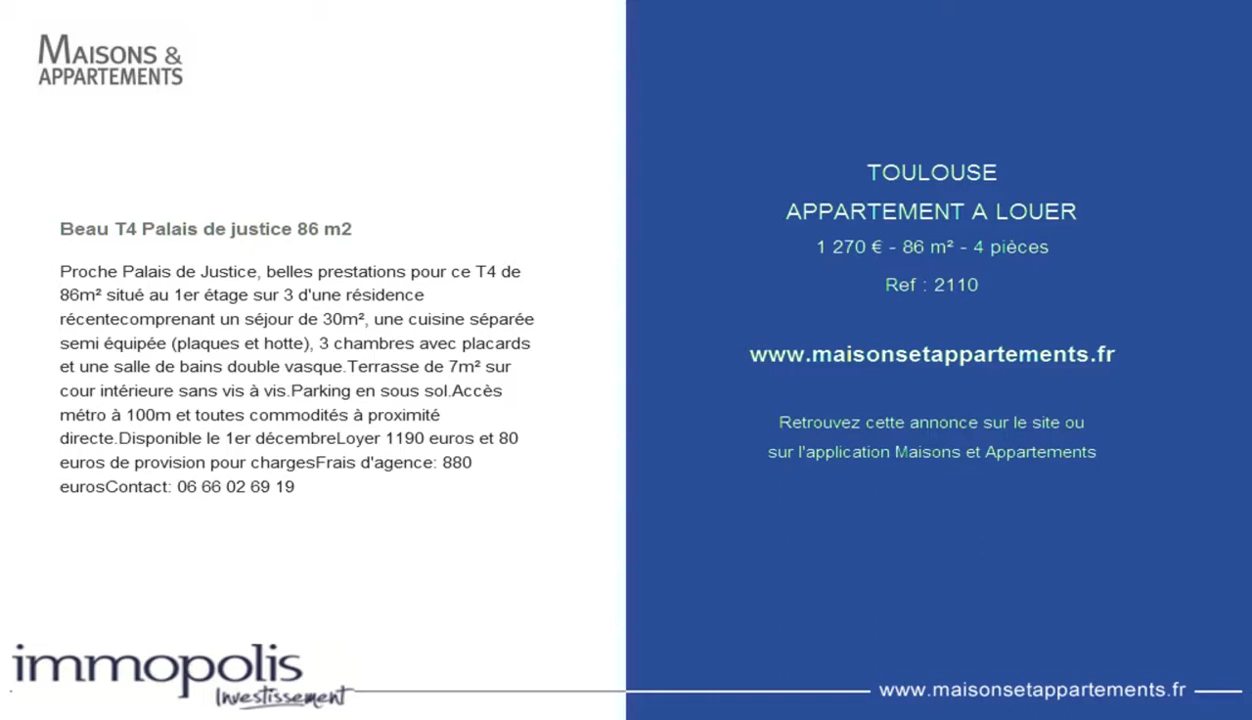 MAISONS &
APPARTEMENTS
Beau T4 Palais de justice 86 m2
Proche Palais de Justice, belles prestations pour ce T4 de
86m² situé au 1er étage sur 3 d'une résidence
récentecomprenant un séjour de 30m², une cuisine séparée
semi équipée (plaques et hotte), 3 chambres avec placards
et une salle de bains double vasque.Terrasse de 7m² sur
cour intérieure sans vis à vis.Parking en sous sol.Accès
métro à 100m et toutes commodités à proximité
directe.Disponible le 1er décembreLoyer 1190 euros et 80
euros de provision pour chargesFrais d'agence: 880
eurosContact: 06 66 02 69 19
immopolis
Investissement
TOULOUSE
APPARTEMENT A LOUER
1 270 € - 86 m² - 4 pièces
Ref : 2110
www.maisonsetappartements.fr
Retrouvez cette annonce sur le site ou
sur l'application Maisons et Appartements
www.maisonsetappartements.fr